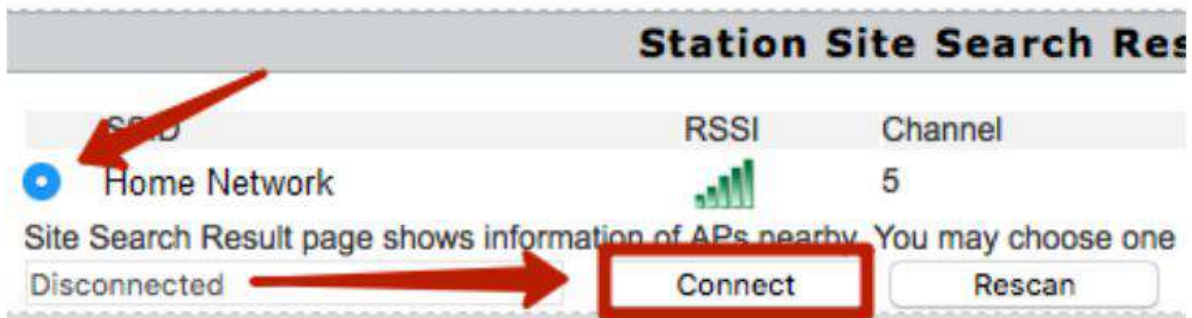 Station Site Search Res
SSID RSSI Channel
Home Network 5
Site Search Result page shows information of APs nearby. You may choose one
Disconnected Connect Rescan